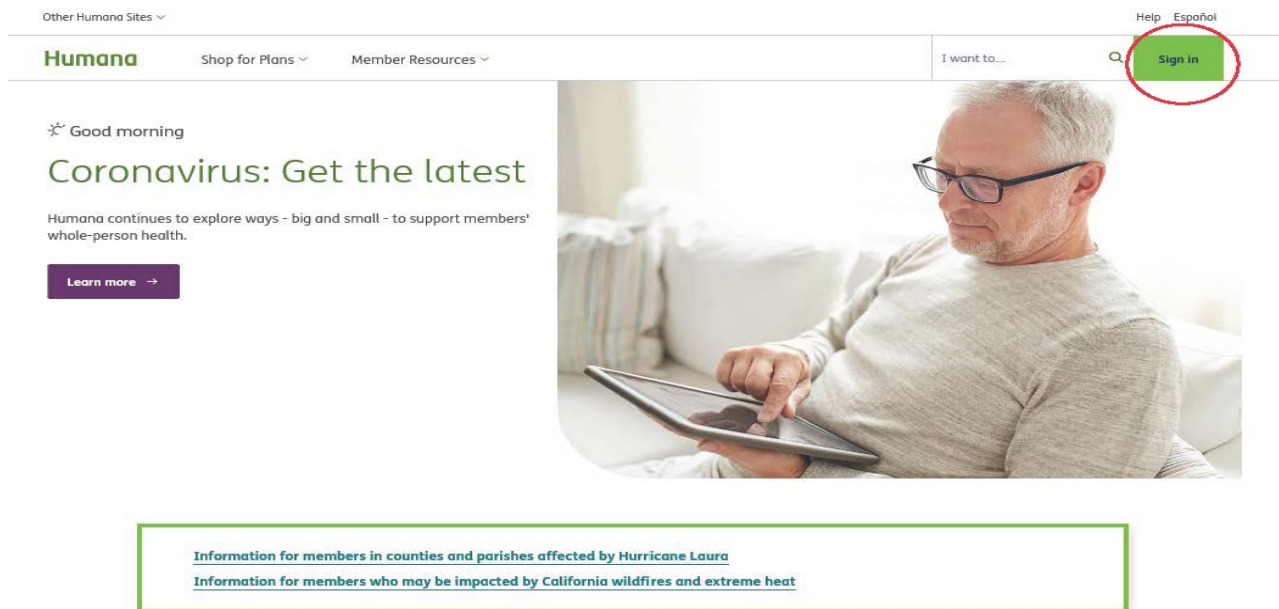 Other Humana Sites
Help Español
Humana Shop for Plans Member Resources I want to... Sign in
Good morning
Coronavirus: Get the latest
Humana continues to explore ways - big and small - to support members'
whole-person health.
Learn more →
Information for members in counties and parishes affected by Hurricane Laura
Information for members who may be impacted by California wildfires and extreme heat